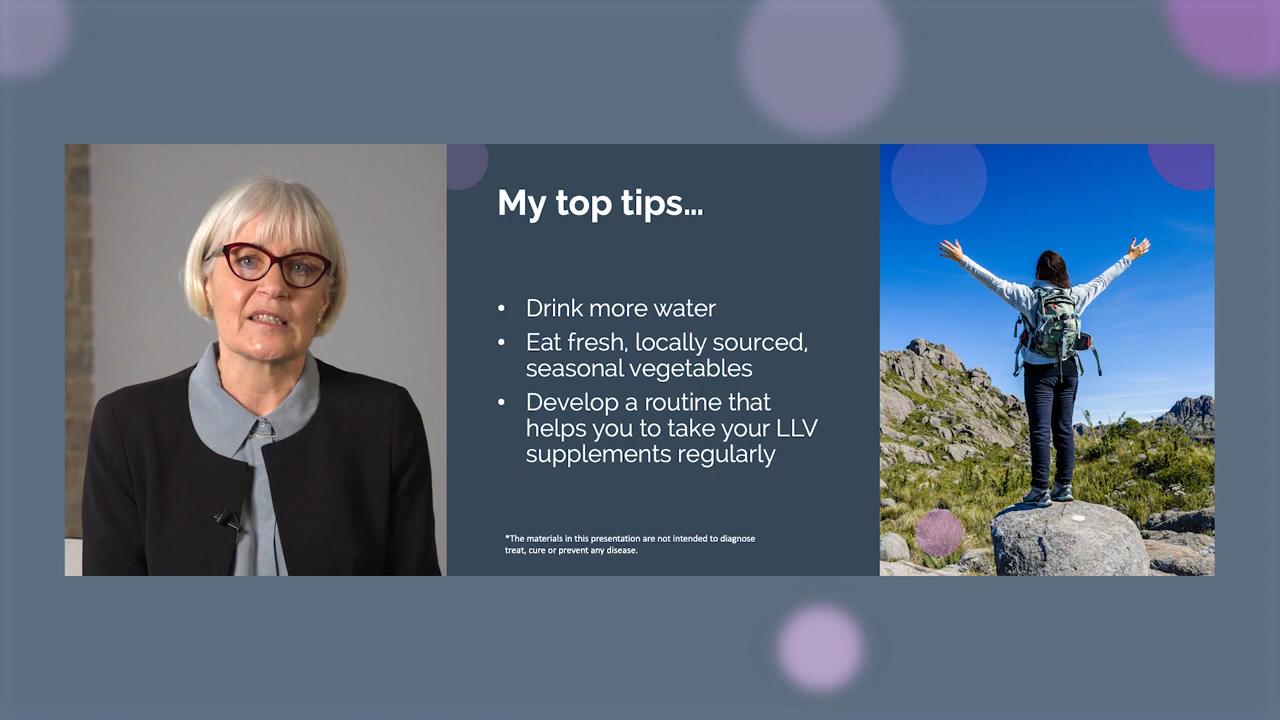 My top tips...
• Drink more water
• Eat fresh, locally sourced,
seasonal vegetables
• Develop a routine that
helps you to take your LLV
supplements regularly
*The materials in this presentation are not intended to diagnose
treat, cure or prevent any disease.